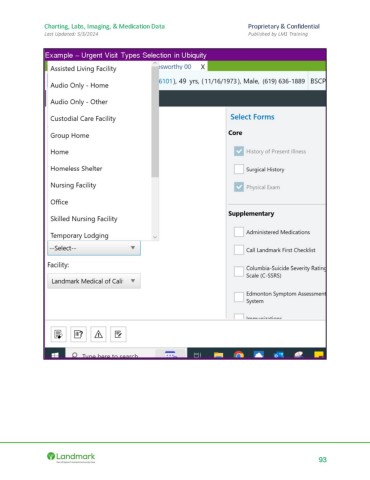 Charting, Labs, Imaging, & Medication Data
Proprietary & Confidential
Last Updated: 5/3/2024
Published by LM1 Training
Example – Urgent Visit Types Selection in Ubiquity
Assisted Living Facility
sworthy 00 X
6101), 49 yrs, (11/16/1973), Male, (619) 636-1889 BSCP
Audio Only - Home
Audio Only - Other
Custodial Care Facility
Group Home
Home
Homeless Shelter
Nursing Facility
Office
Skilled Nursing Facility
Temporary Lodging
--Select--
Facility:
Landmark Medical of Cali
Select Forms
Core
History of Present Illness
Surgical History
Physical Exam
Supplementary
Administered Medications
Call Landmark First Checklist
Columbia-Suicide Severity Rating
Scale (C-SSRS)
Edmonton Symptom Assessment
System
Type here to search
Landmark
93